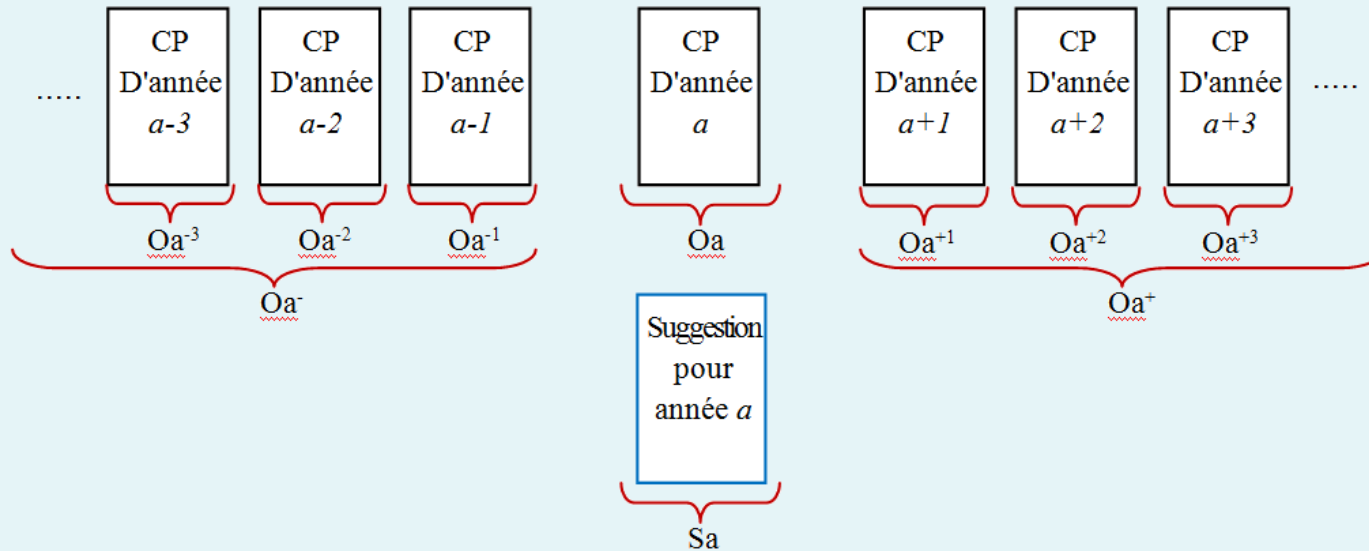 .....
CP
D'année
a-3
CP
D'année
a-2
CP
D'année
a-1
CP
D'année
a
CP
D'année
a+1
CP
D'année
a+2
CP
D'année
a+3
.....
Oa⁻³
Oa⁻²
Oa⁻¹
Oa
Oa⁺¹
Oa⁺²
Oa⁺³
Oa⁻
Oa⁺
Suggestion
pour
année a
Sa